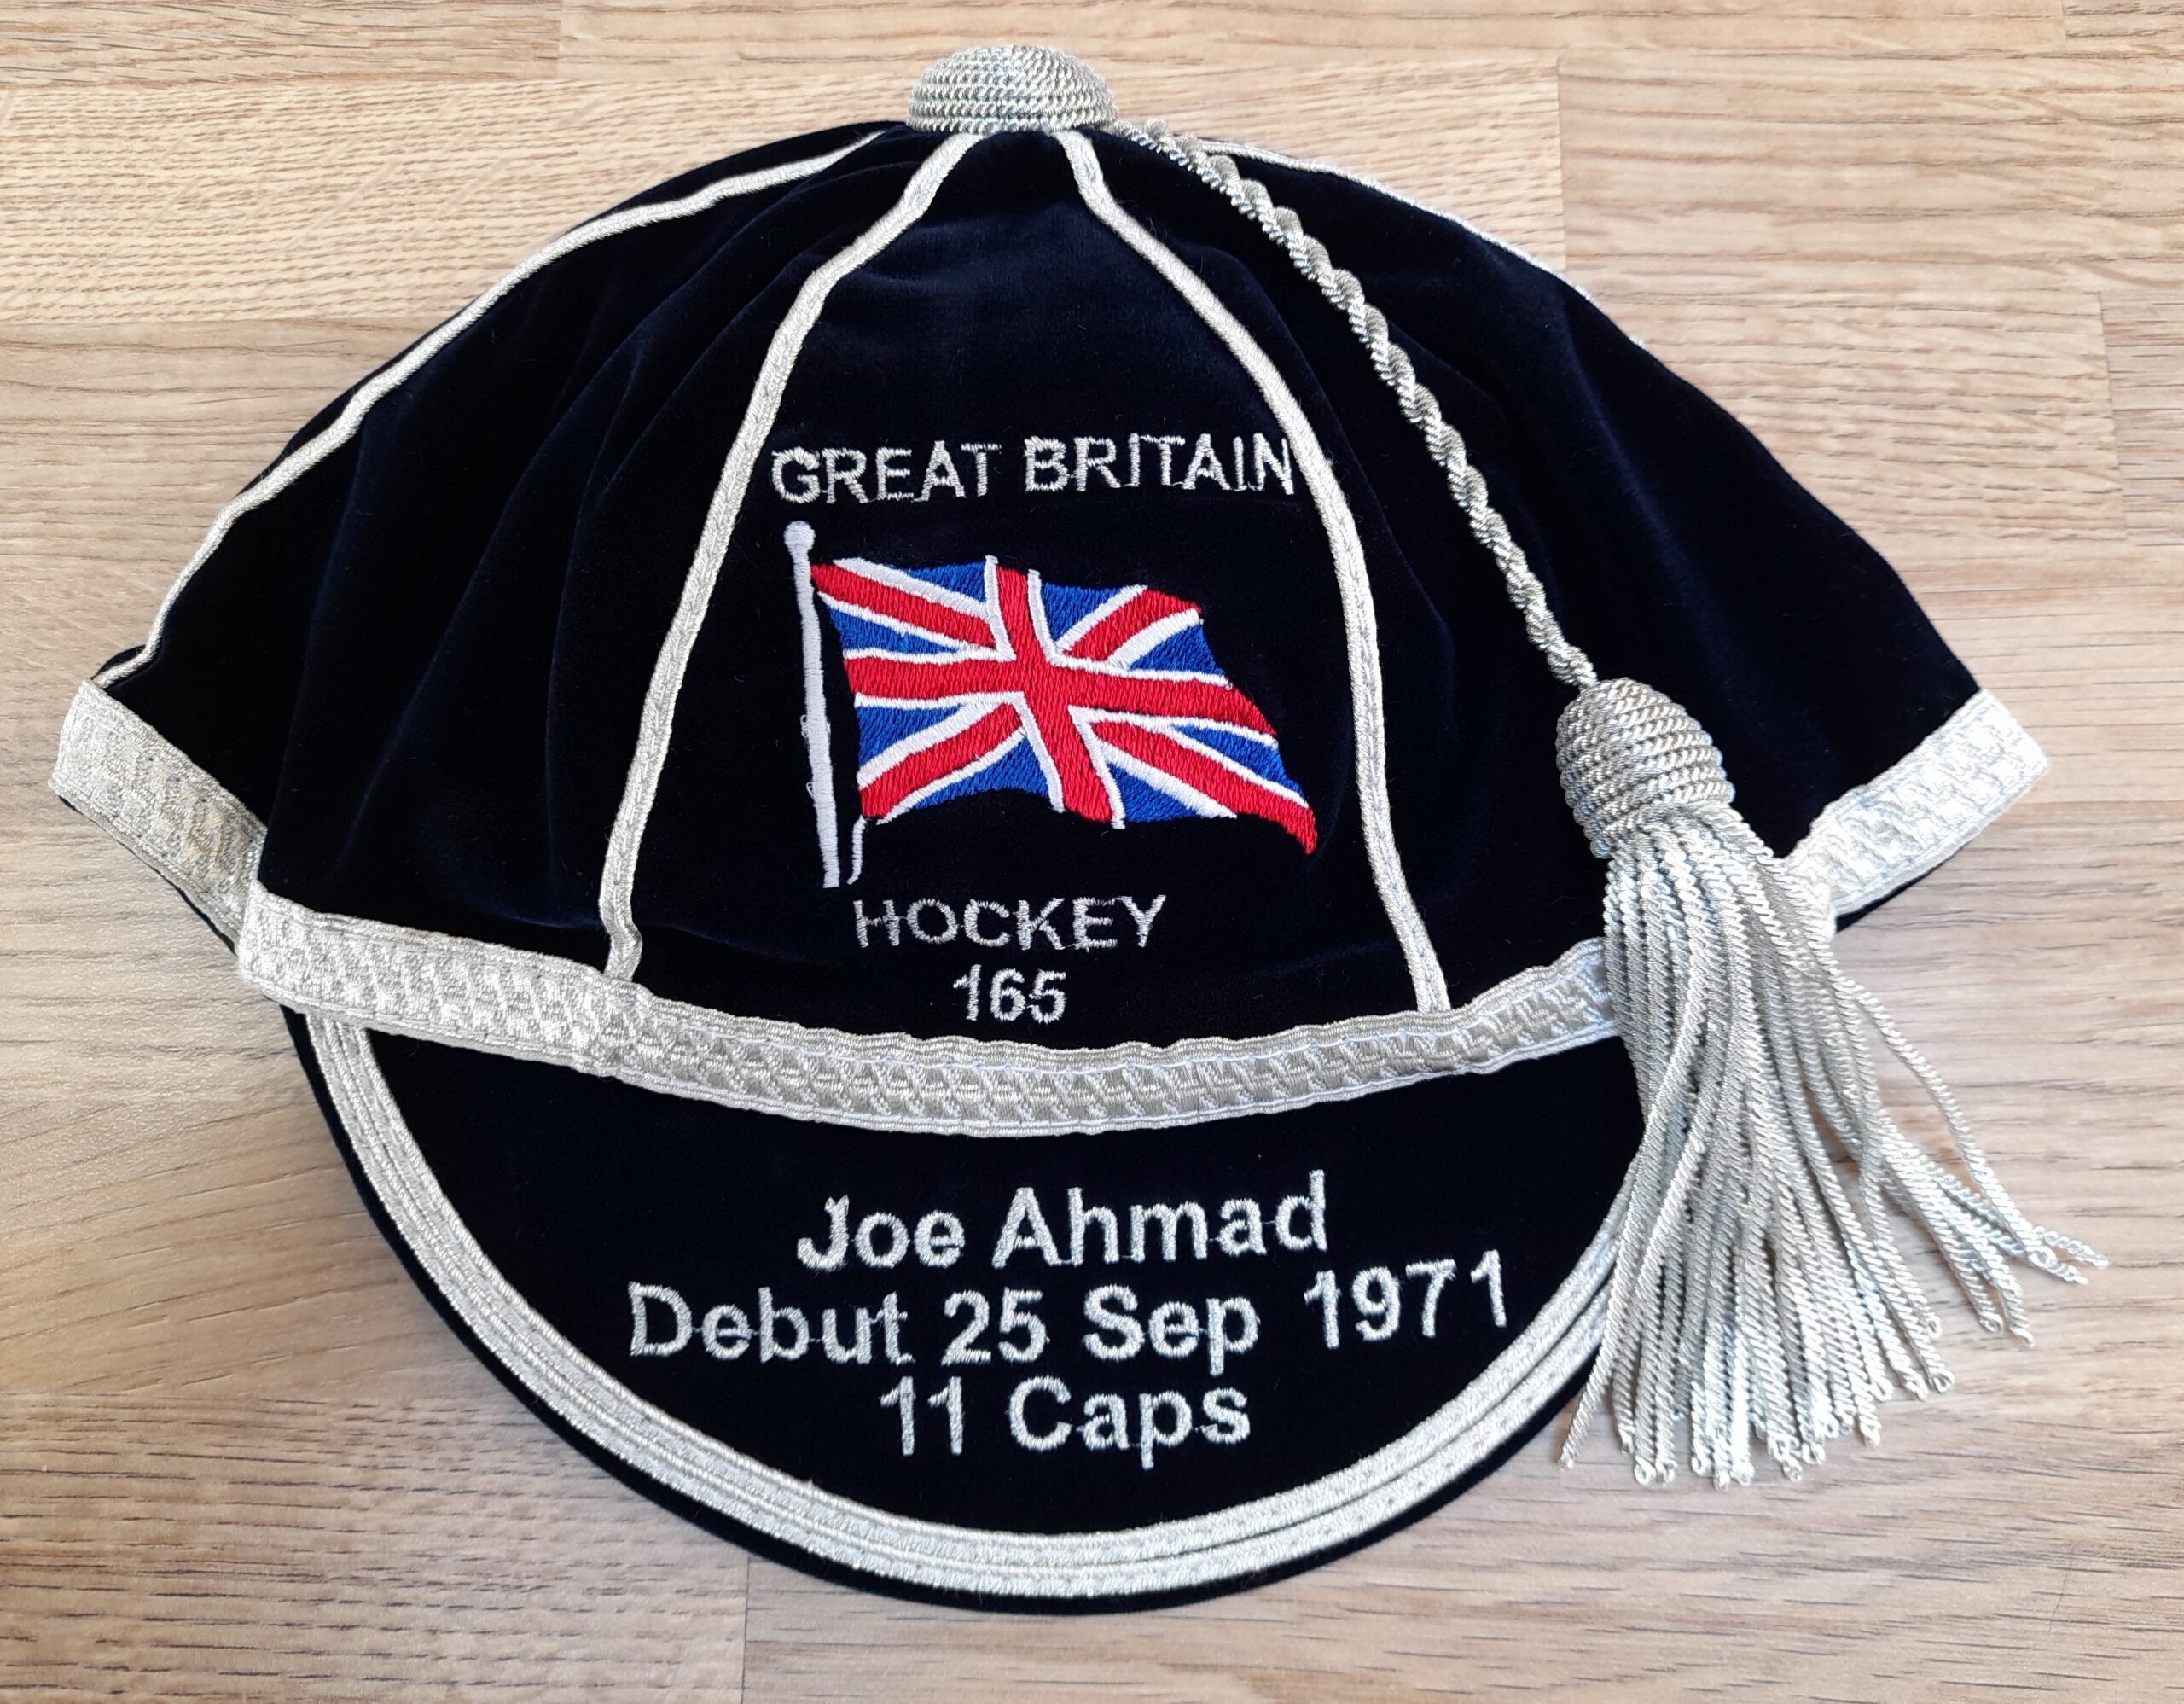 GREAT BRITAIN
HOCKEY
165
Joe Ahmad
Debut 25 Sep 1971
11 Caps